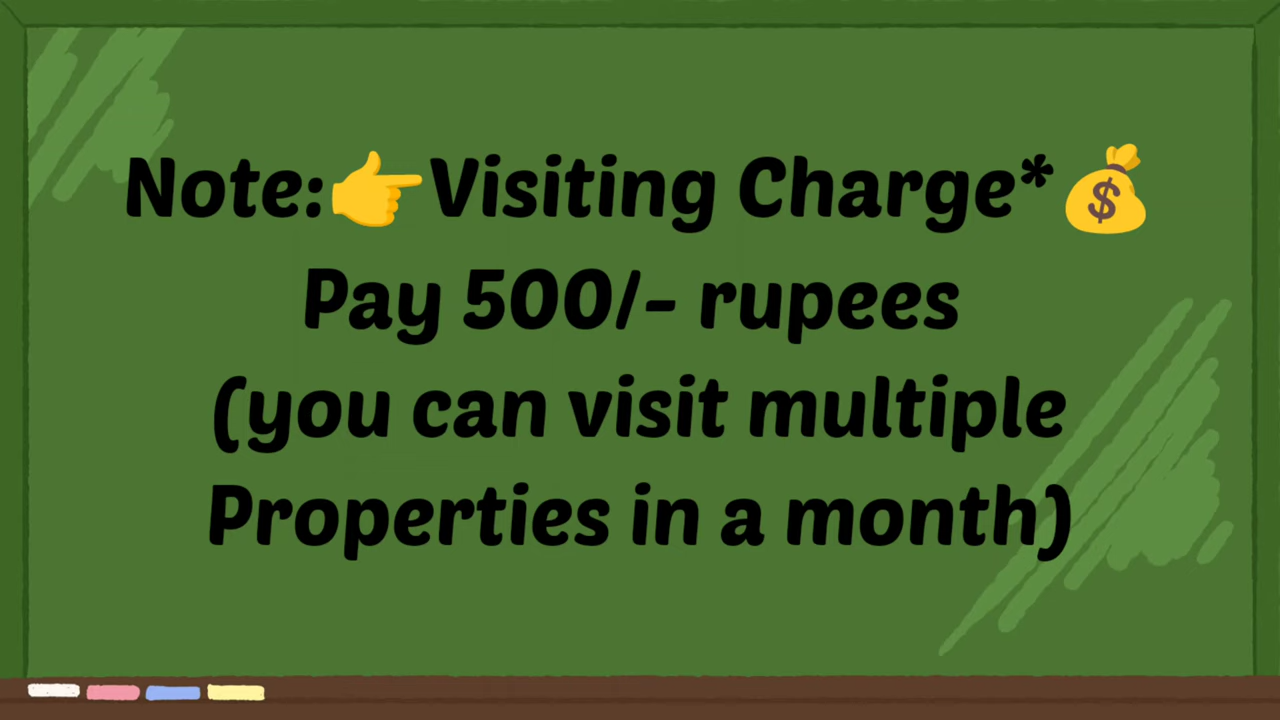 Note:👉Visiting Charge*💰
Pay 500/- rupees
(you can visit multiple
Properties in a month)